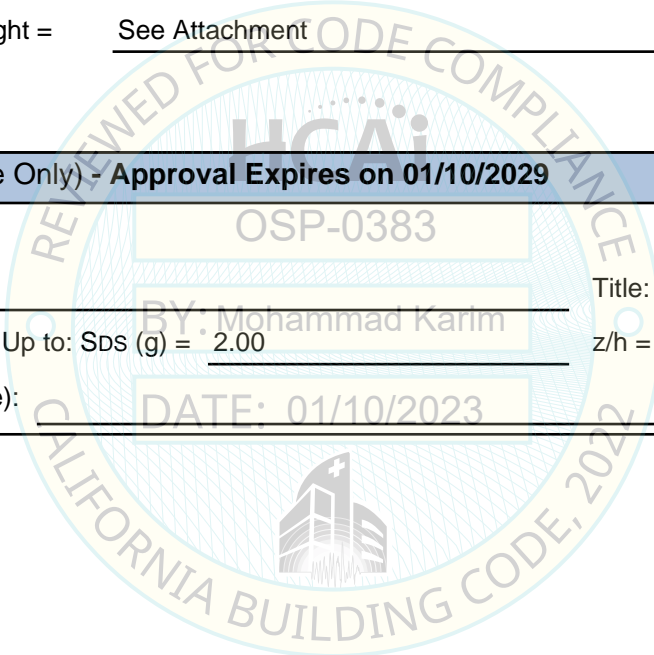 ght = See Attachment
REVIEWED FOR CODE COMPLIANCE
HCAi
e Only) - Approval Expires on 01/10/2029
OSP-0383
Title:
BY: Mohammad Karim
Up to: SDS (g) = 2.00 z/h =
e):
DATE: 01/10/2023
CALIFORNIA BUILDING CODE, 2022